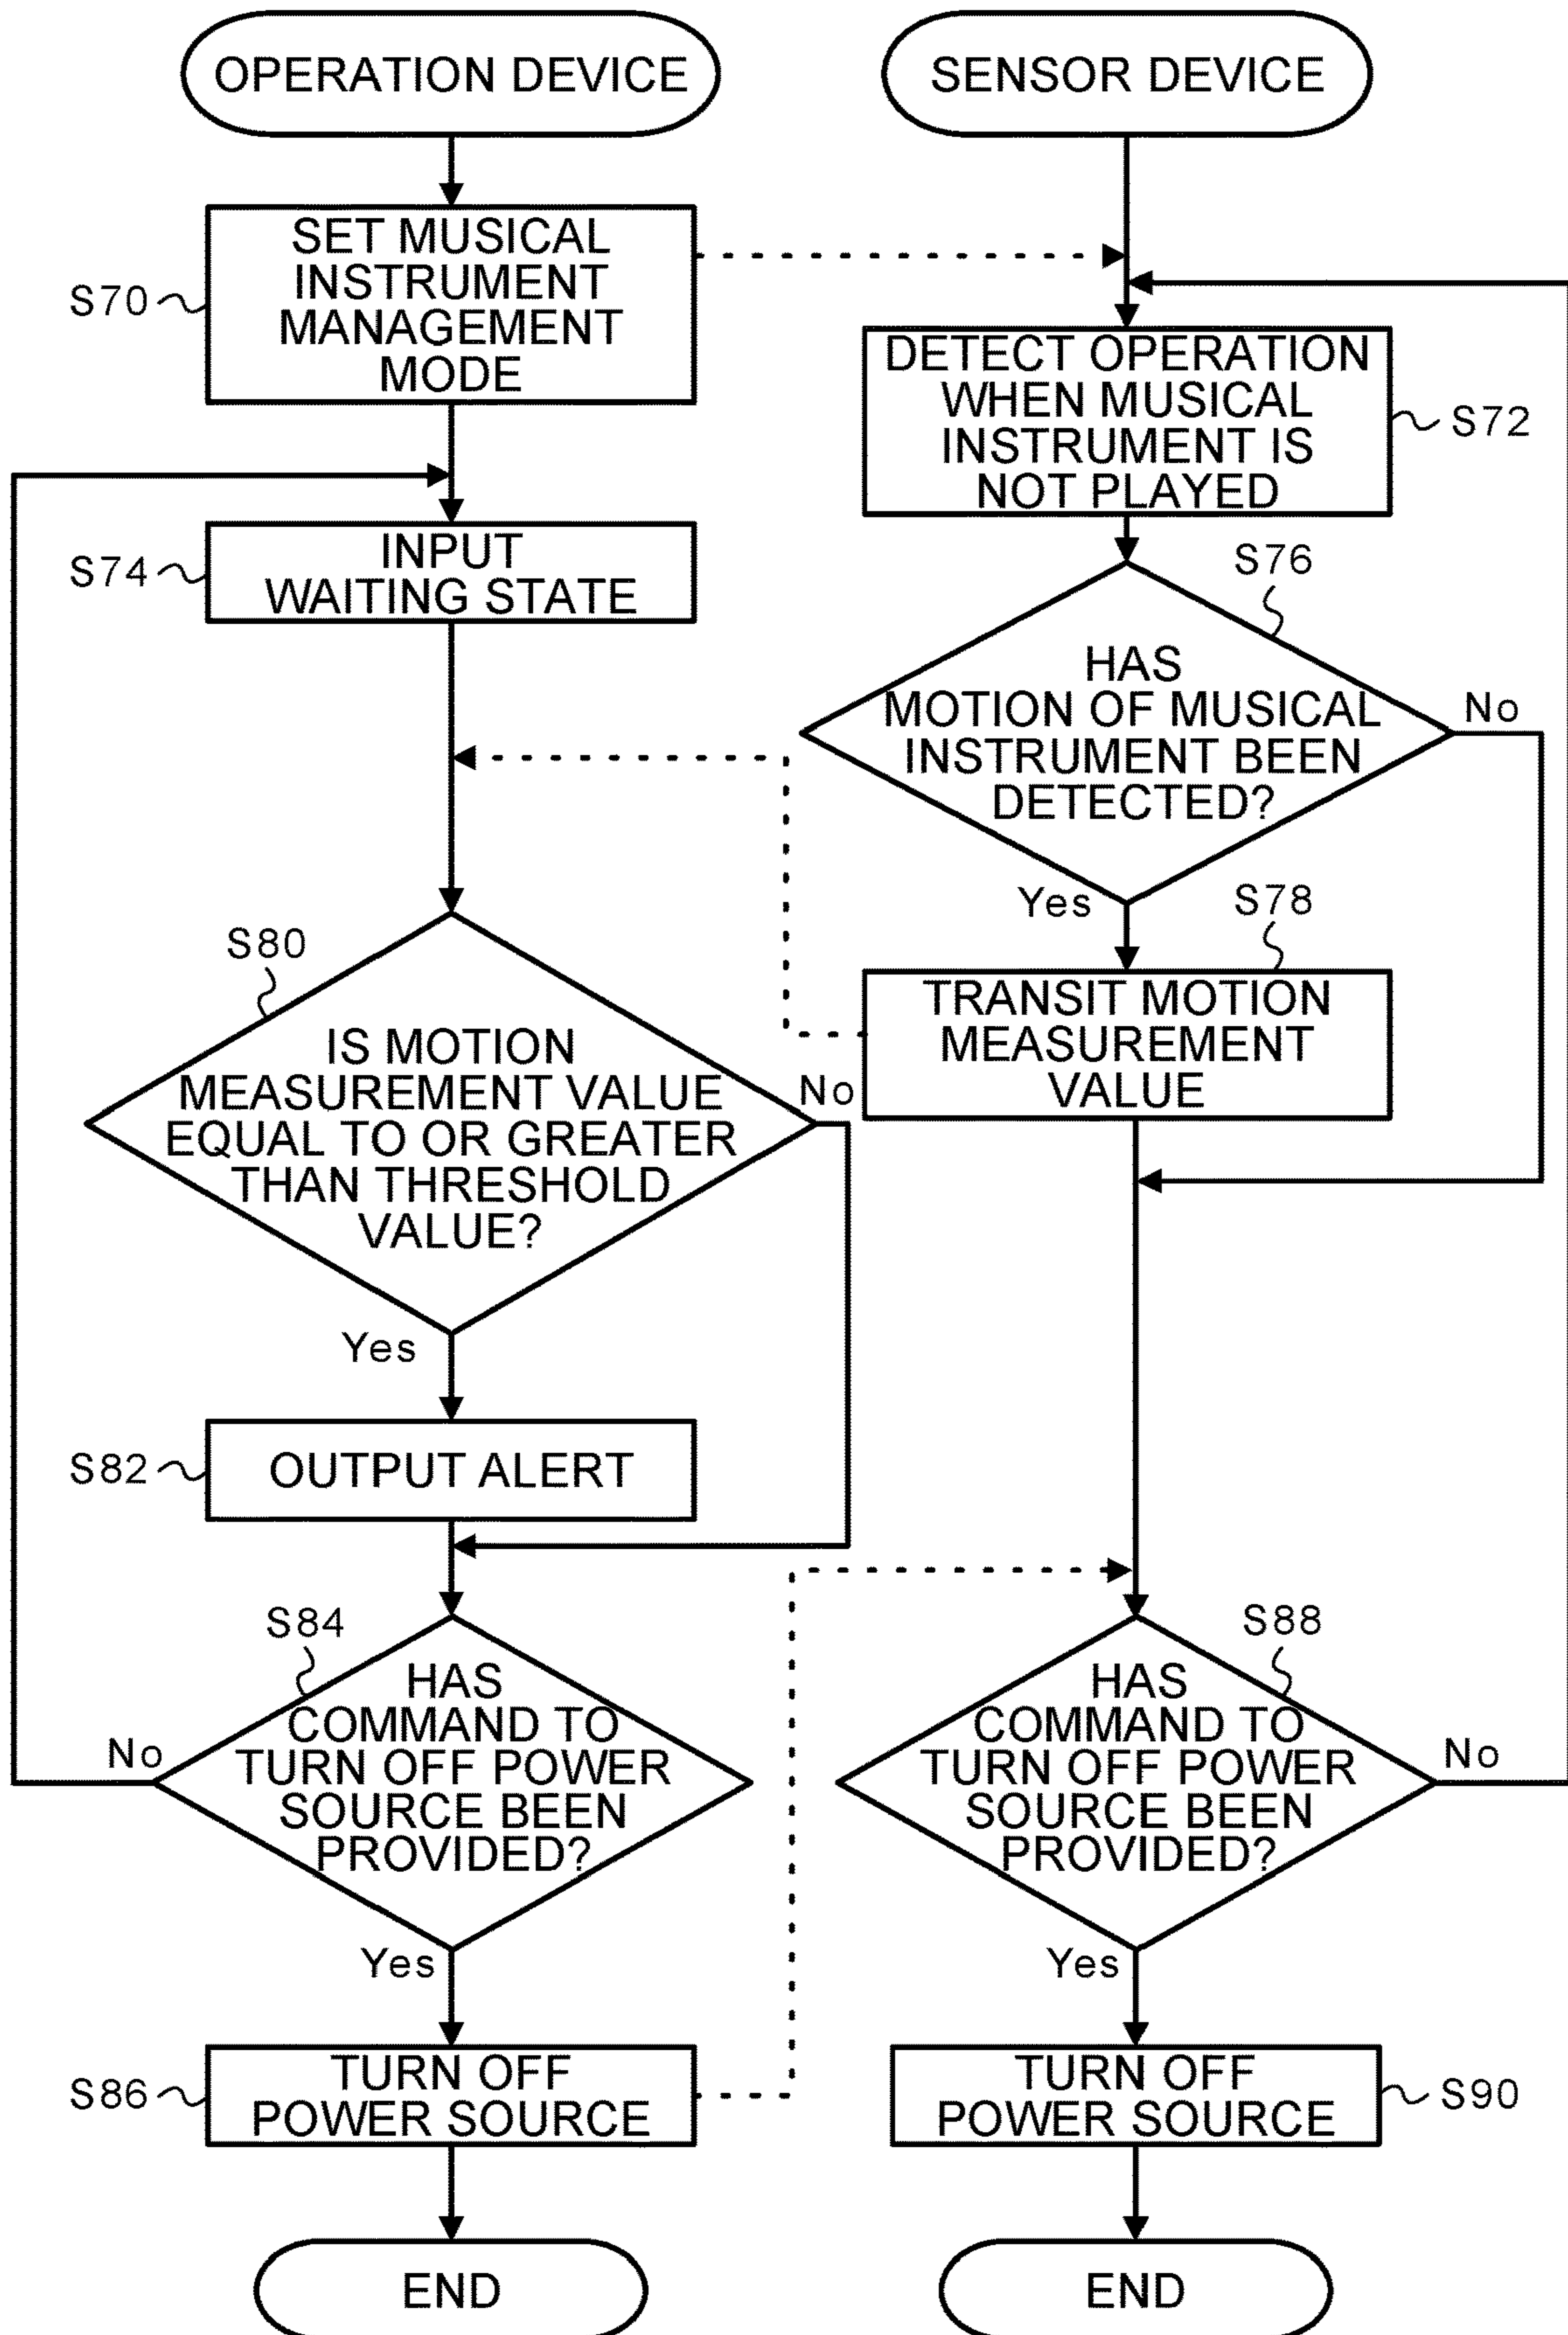 OPERATION DEVICE
SENSOR DEVICE
S70
SET MUSICAL
INSTRUMENT
MANAGEMENT
MODE
DETECT OPERATION
WHEN MUSICAL
INSTRUMENT IS
NOT PLAYED
S72
S74
INPUT
WAITING STATE
S76
HAS
MOTION OF MUSICAL
INSTRUMENT BEEN
DETECTED?
No
Yes
S78
TRANSIT MOTION
MEASUREMENT
VALUE
S80
IS MOTION
MEASUREMENT VALUE
EQUAL TO OR GREATER
THAN THRESHOLD
VALUE?
No
Yes
S82
OUTPUT ALERT
S84
HAS
COMMAND TO
TURN OFF POWER
SOURCE BEEN
PROVIDED?
No
Yes
S88
HAS
COMMAND TO
TURN OFF POWER
SOURCE BEEN
PROVIDED?
No
Yes
S86
TURN OFF
POWER SOURCE
TURN OFF
POWER SOURCE
S90
END
END